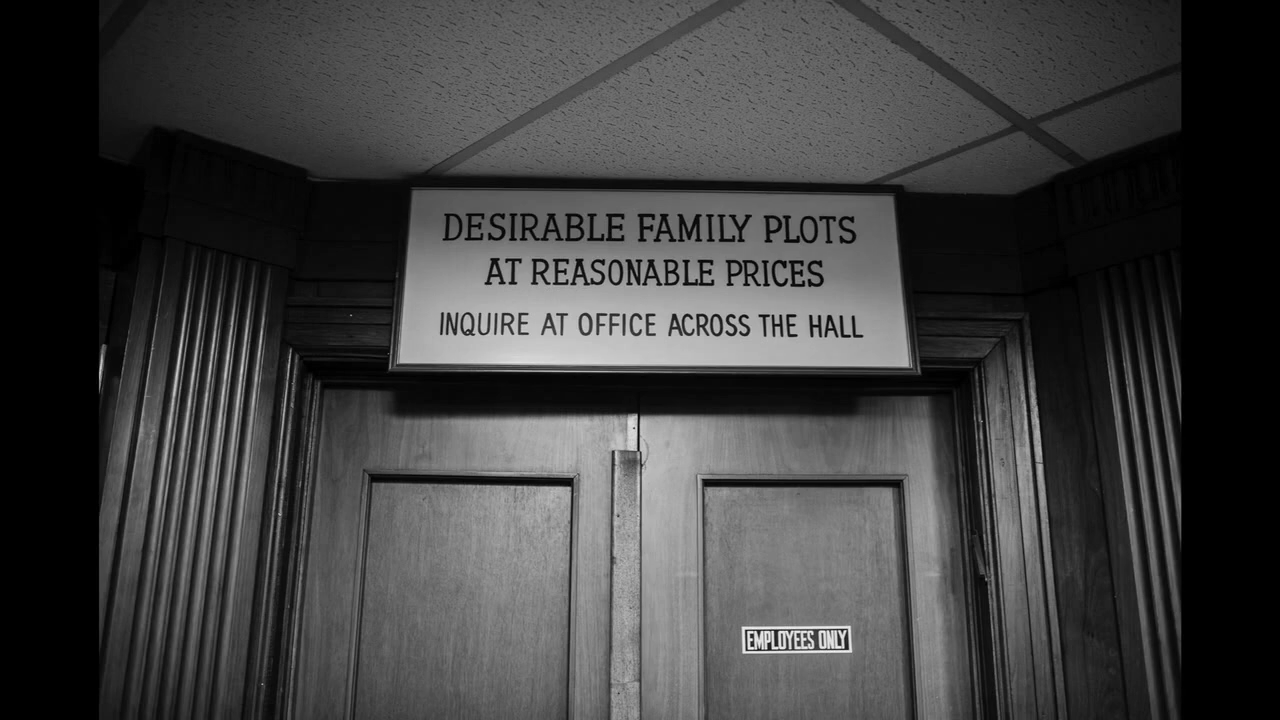 DESIRABLE FAMILY PLOTS
AT REASONABLE PRICES
INQUIRE AT OFFICE ACROSS THE HALL
EMPLOYEES ONLY